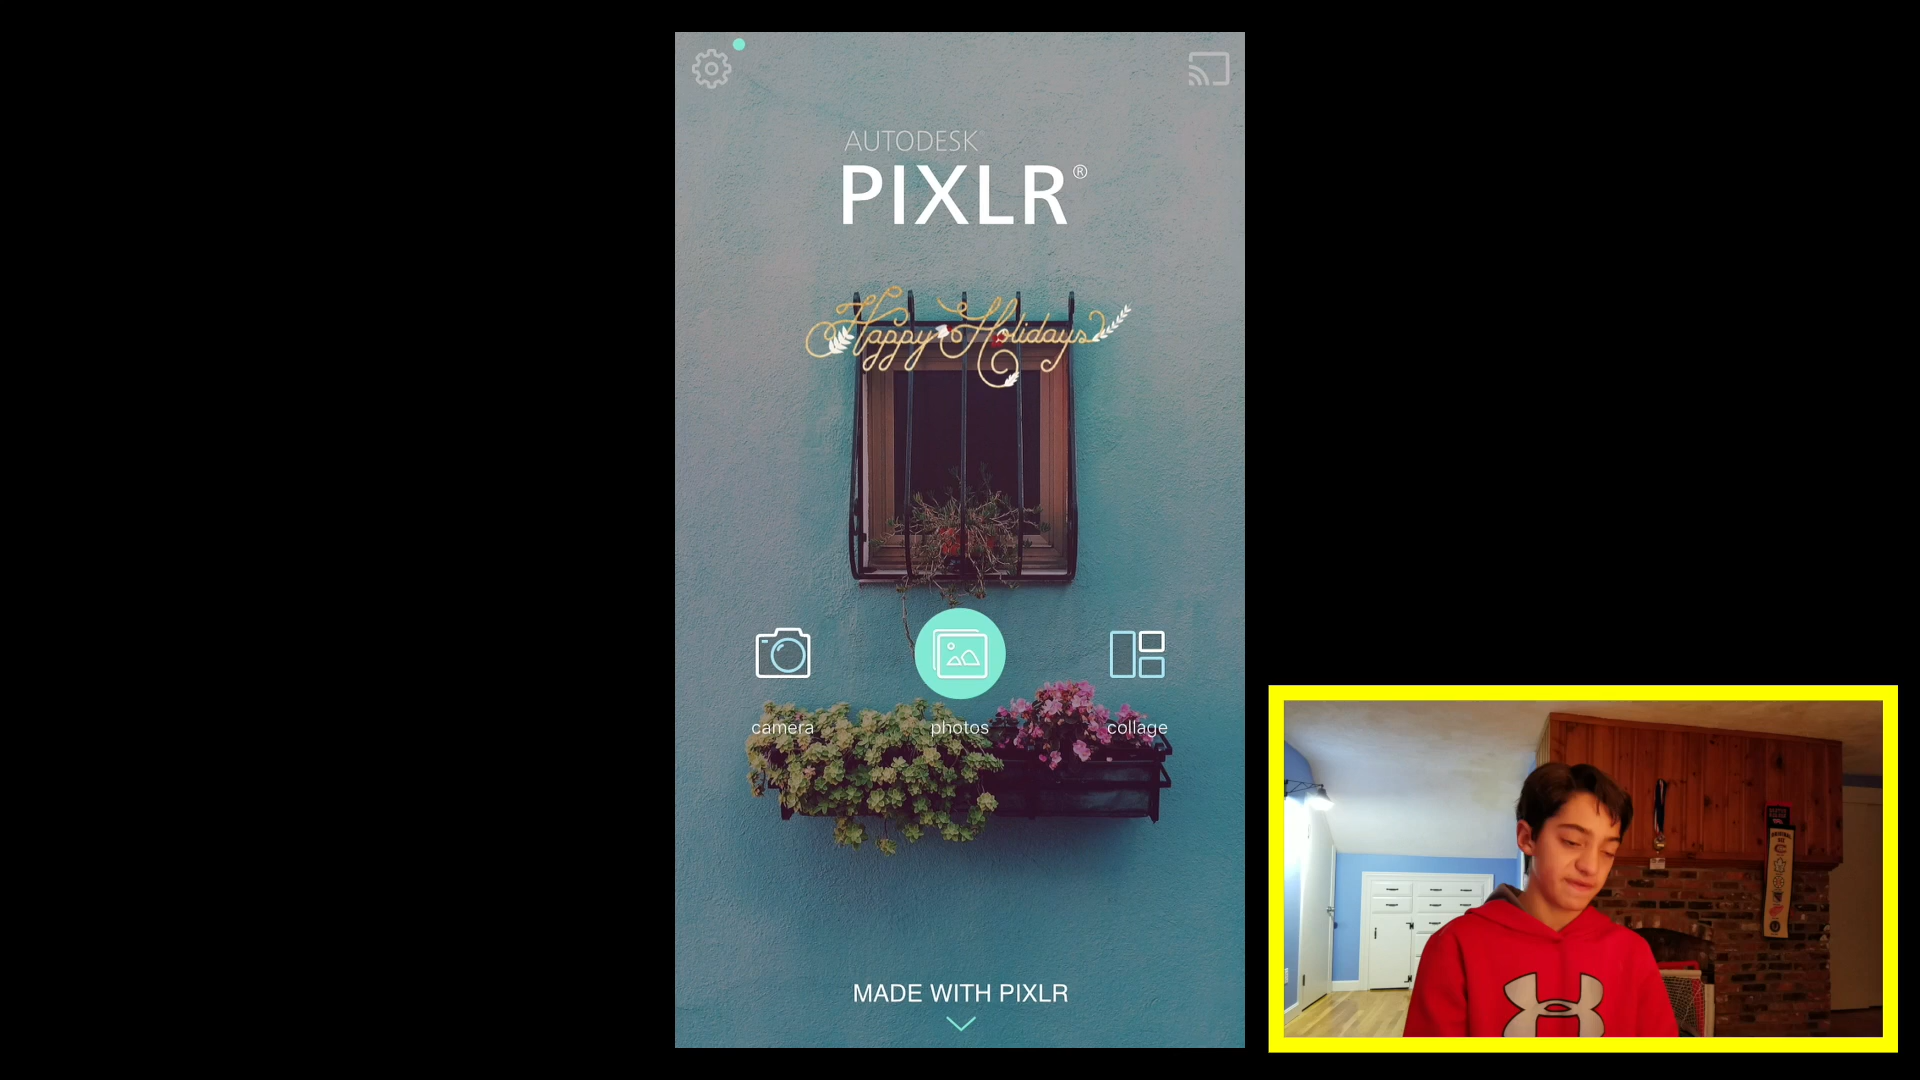 AUTODESK
PIXLR®
Happy Holidays
camera
photos
collage
MADE WITH PIXLR